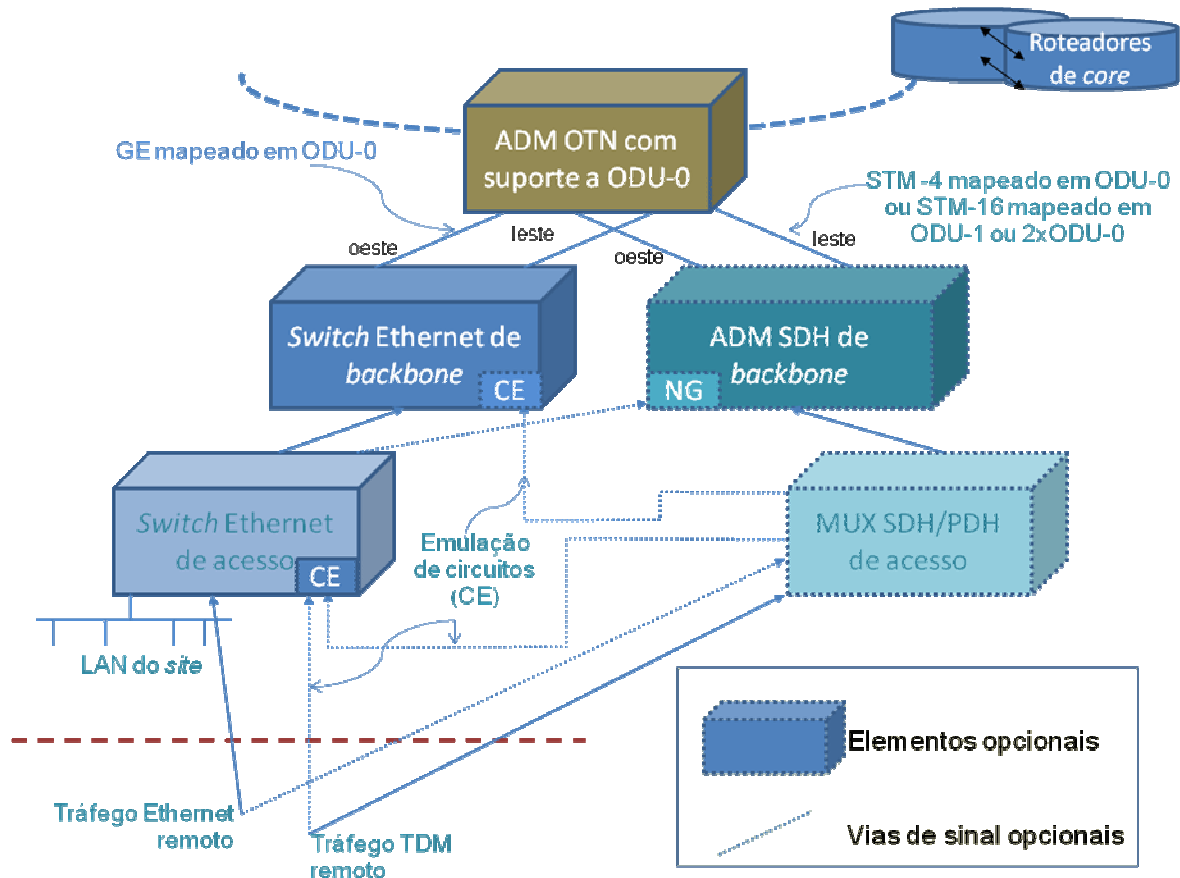 Roteadores
de core
ADM OTN com
suporte a ODU-0
GE mapeado em ODU-0
STM -4 mapeado em ODU-0
ou STM-16 mapeado em
ODU-1 ou 2xODU-0
oeste
leste
oeste
leste
Switch Ethernet de
backbone
CE
ADM SDH de
backbone
NG
Switch Ethernet
de acesso
CE
Emulação
de circuitos
(CE)
MUX SDH/PDH
de acesso
LAN do site
Elementos opcionais
Vias de sinal opcionais
Tráfego Ethernet
remoto
Tráfego TDM
remoto